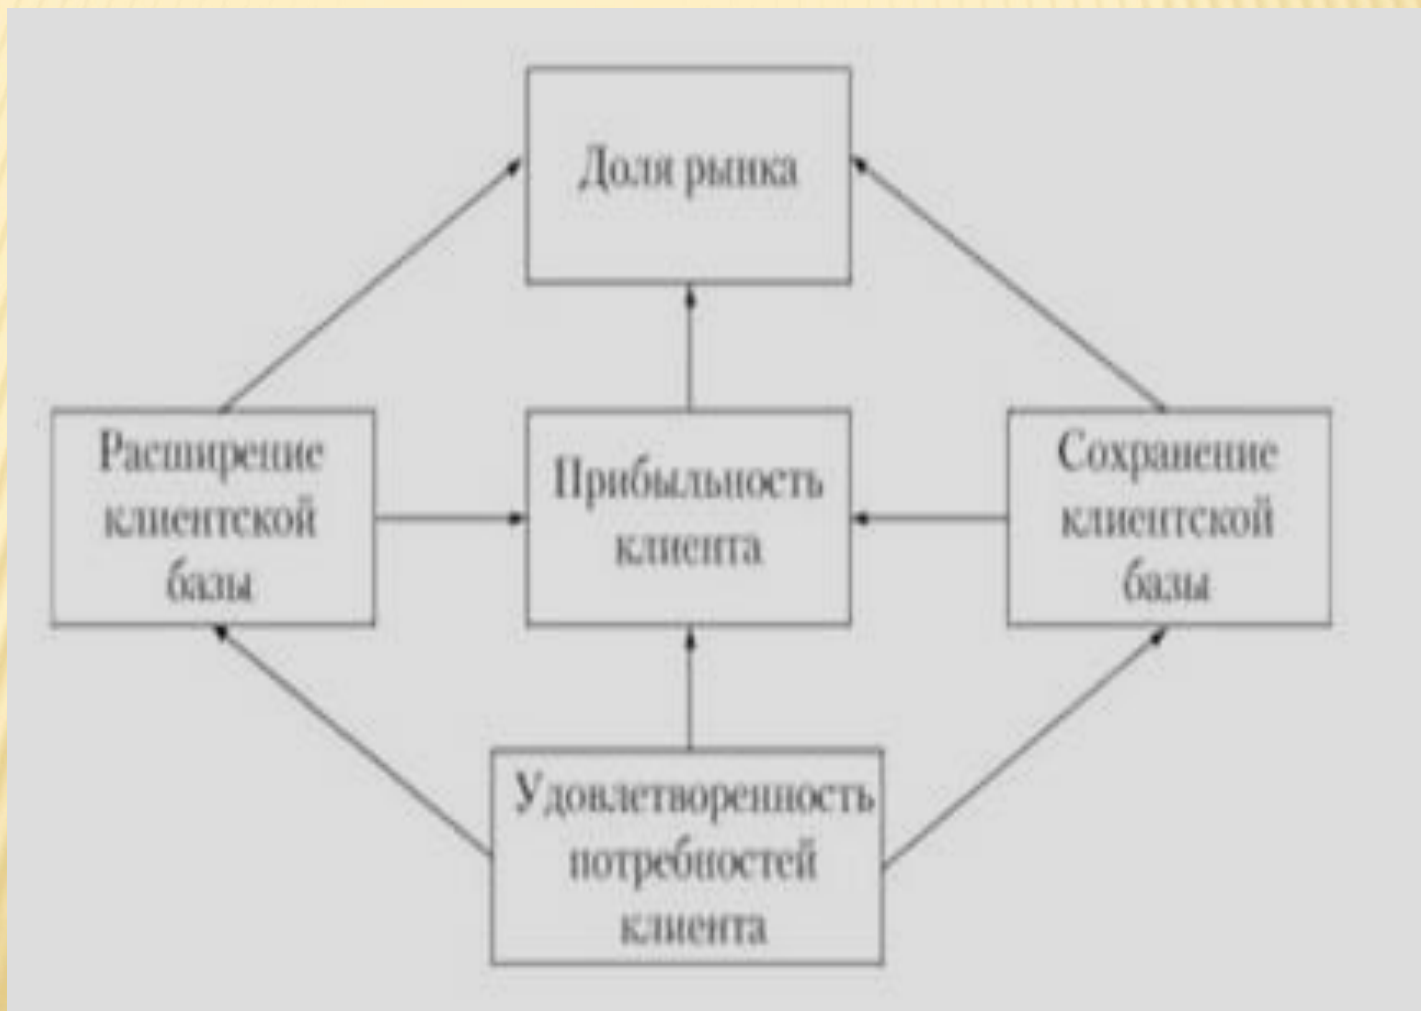 Доля рынка
Расширение
клиентской
базы
Прибыльность
клиента
Сохранение
клиентской
базы
Удовлетворенность
потребностей
клиента